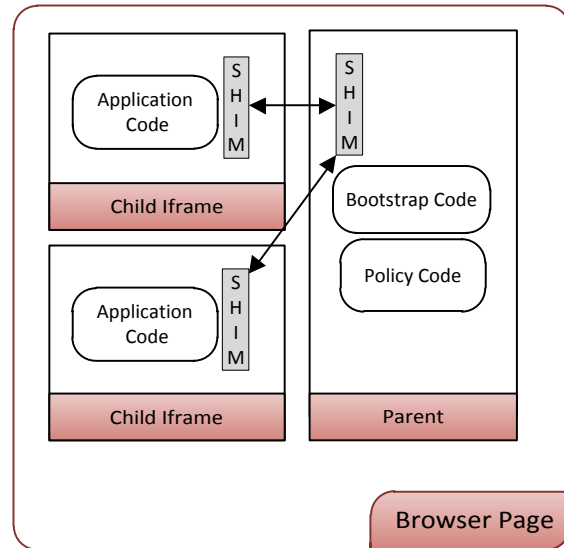 Application
Code
S
H
I
M
Child Iframe
Application
Code
S
H
I
M
Child Iframe
S
H
I
M
Bootstrap Code
Policy Code
Parent
Browser Page